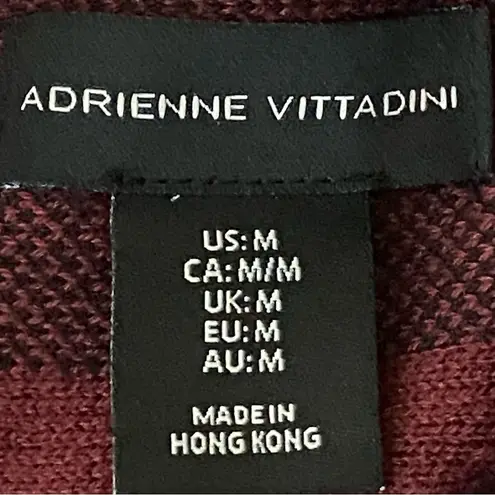 ADRIENNE VITTADINI
US: M
CA: M/M
UK: M
EU: M
AU: M
MADE IN
HONG KONG